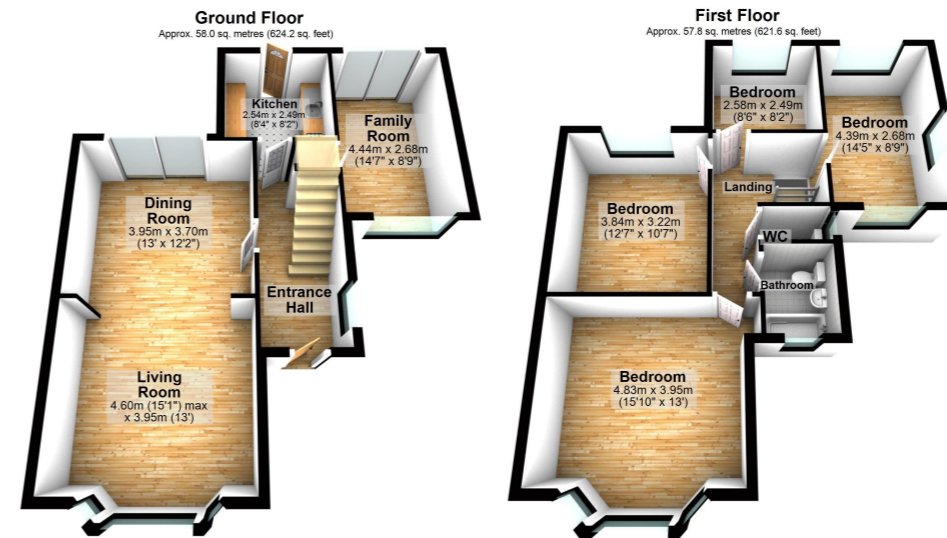 Ground Floor
Approx. 58.0 sq. metres (624.2 sq. feet)
Kitchen
2.54m x 2.49m
(8'4" x 8'2")
Family
Room
4.44m x 2.68m
(14'7" x 8'9")
Dining
Room
3.95m x 3.70m
(13' x 12'2")
Entrance
Hall
Living
Room
4.60m (15'1") max
x 3.95m (13')
First Floor
Approx. 57.8 sq. metres (621.6 sq. feet)
Bedroom
2.58m x 2.49m
(8'6" x 8'2")
Bedroom
4.39m x 2.68m
(14'5" x 8'9")
Landing
Bedroom
3.84m x 3.22m
(12'7" x 10'7")
WC
Bathroom
Bedroom
4.83m x 3.95m
(15'10" x 13')